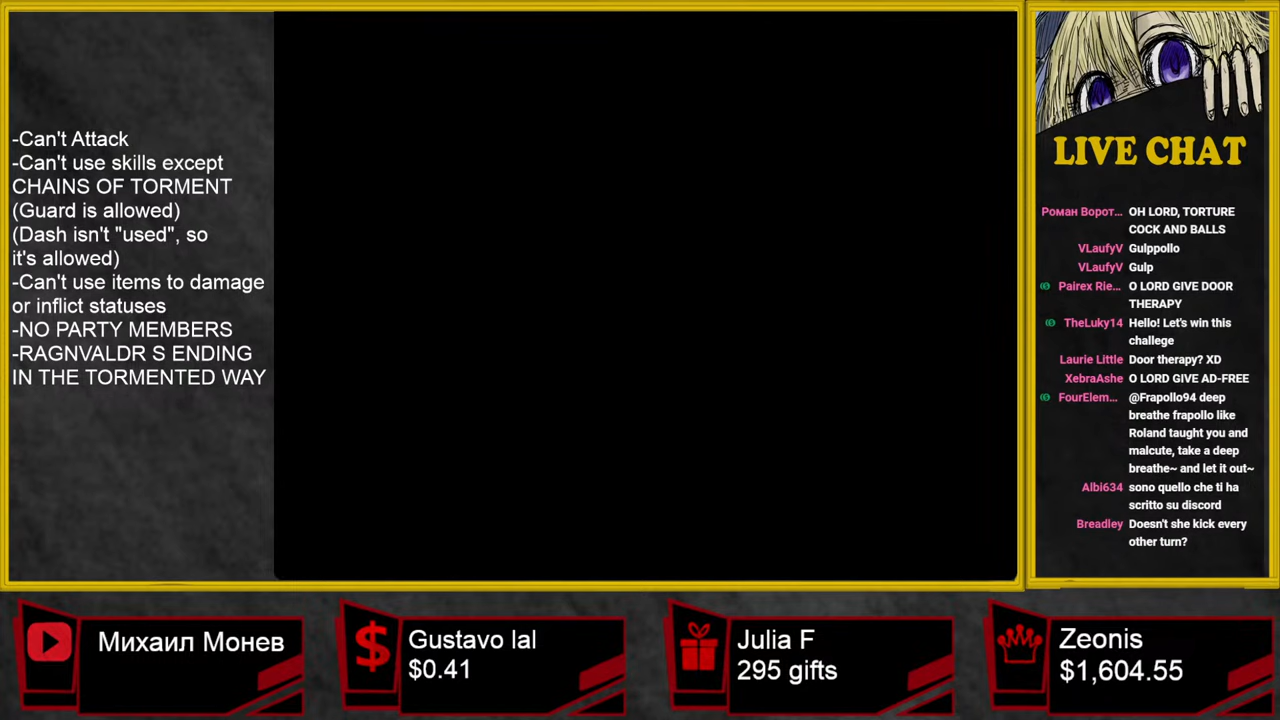 -Can't Attack
-Can't use skills except
CHAINS OF TORMENT
(Guard is allowed)
(Dash isn't "used", so
it's allowed)
-Can't use items to damage
or inflict statuses
-NO PARTY MEMBERS
-RAGNVALDR S ENDING
IN THE TORMENTED WAY
LIVE CHAT
Роман Ворот... OH LORD, TORTURE
COCK AND BALLS
VLaufyV Gulppollo
VLaufyV Gulp
Pairex Rie... O LORD GIVE DOOR
THERAPY
TheLuky14 Hello! Let's win this
challege
Laurie Little Door therapy? XD
XebraAshe O LORD GIVE AD-FREE
FourElem... @Frapollo94 deep
breathe frapollo like
Roland taught you and
malcute, take a deep
breathe~ and let it out~
Albi634 sono quello che ti ha
scritto su discord
Breadley Doesn't she kick every
other turn?
Михаил Монев
Gustavo lal
$0.41
Julia F
295 gifts
Zeonis
$1,604.55